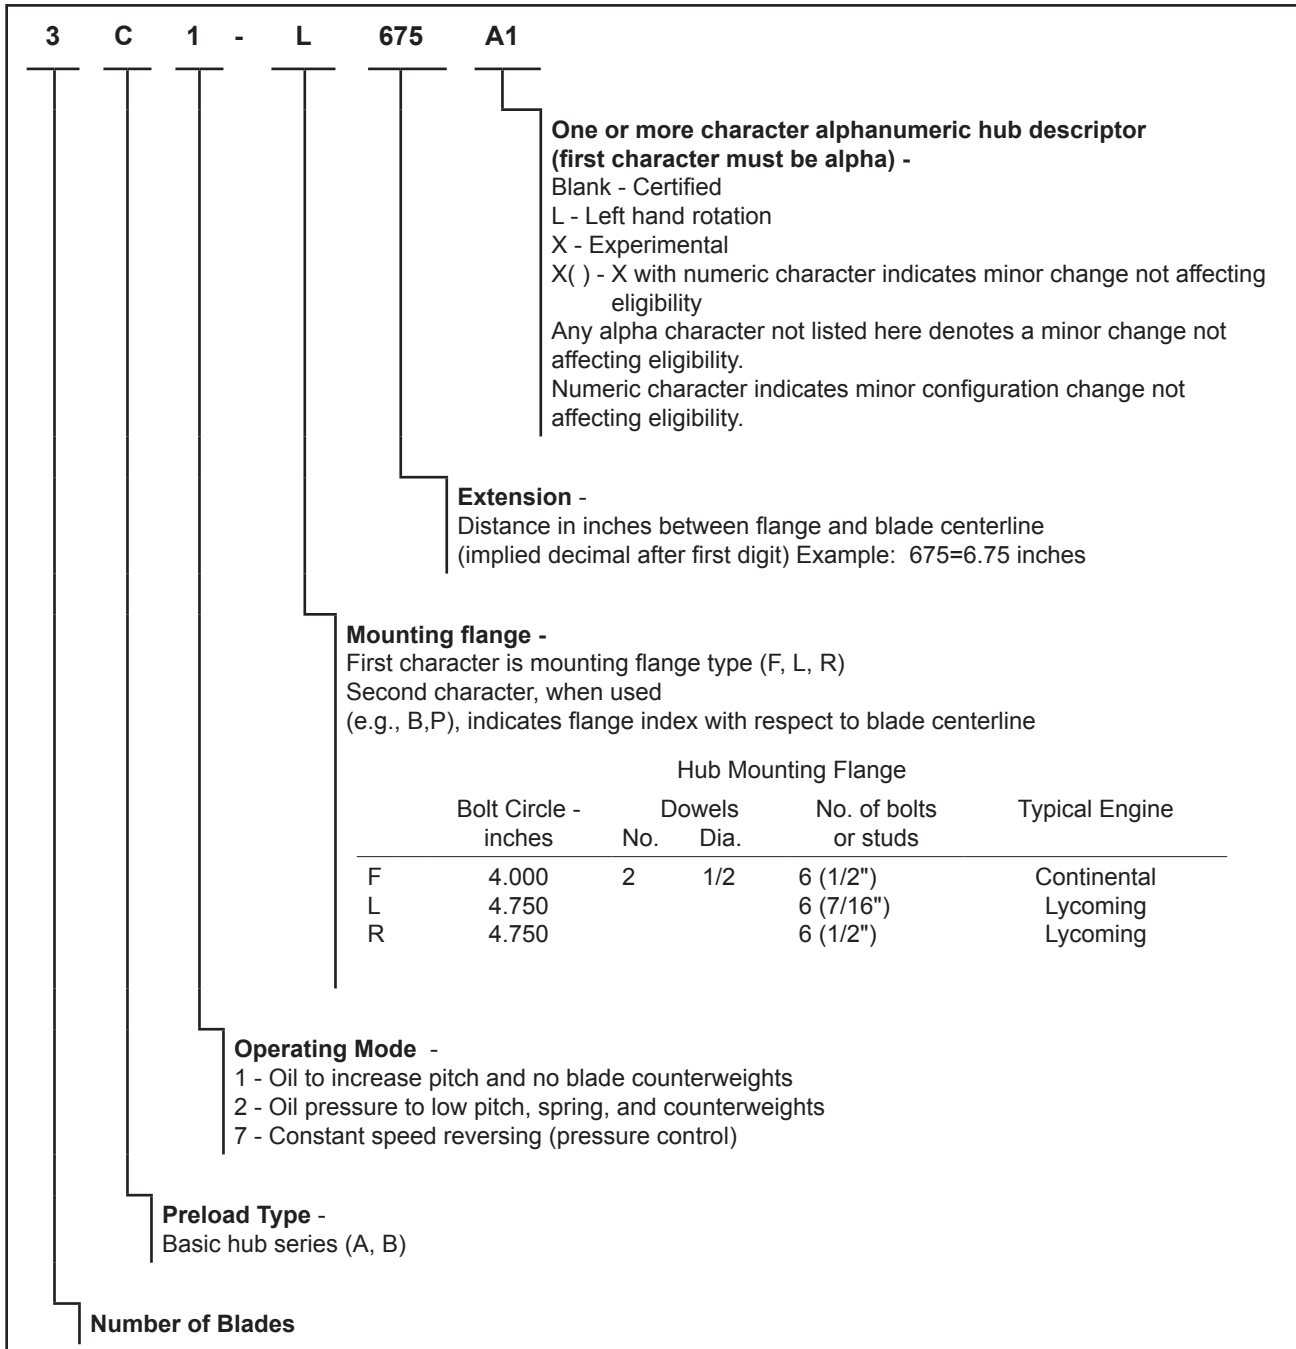 3 C 1 - L 675 A1
One or more character alphanumeric hub descriptor
(first character must be alpha) -
Blank - Certified
L - Left hand rotation
X - Experimental
X( ) - X with numeric character indicates minor change not affecting
eligibility
Any alpha character not listed here denotes a minor change not
affecting eligibility.
Numeric character indicates minor configuration change not
affecting eligibility.
Extension -
Distance in inches between flange and blade centerline
(implied decimal after first digit) Example: 675=6.75 inches
Mounting flange -
First character is mounting flange type (F, L, R)
Second character, when used
(e.g., B,P), indicates flange index with respect to blade centerline
Hub Mounting Flange
Bolt Circle - Dowels No. of bolts Typical Engine
inches No. Dia. or studs
F 4.000 2 1/2 6 (1/2") Continental
L 4.750 6 (7/16") Lycoming
R 4.750 6 (1/2") Lycoming
Operating Mode -
1 - Oil to increase pitch and no blade counterweights
2 - Oil pressure to low pitch, spring, and counterweights
7 - Constant speed reversing (pressure control)
Preload Type -
Basic hub series (A, B)
Number of Blades